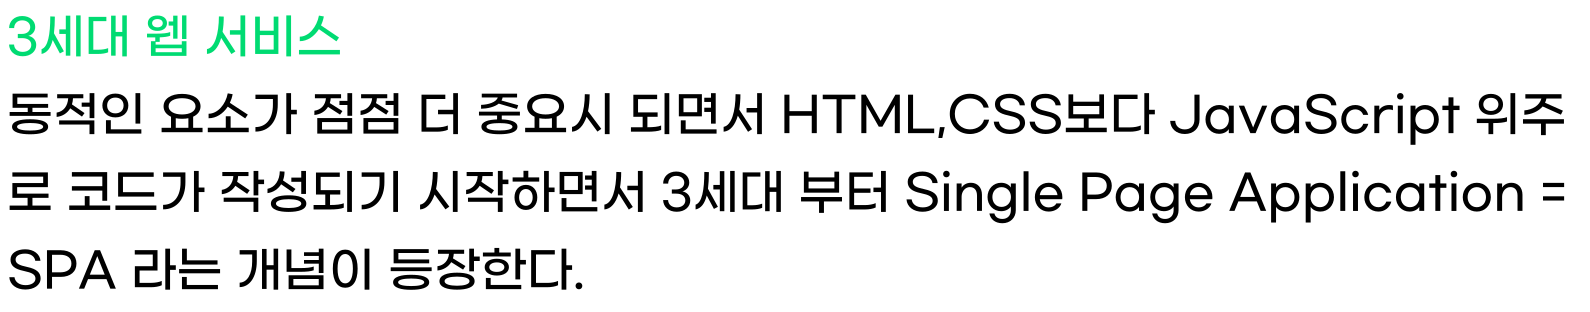 3세대 웹 서비스
동적인 요소가 점점 더 중요시 되면서 HTML,CSS보다 JavaScript 위주
로 코드가 작성되기 시작하면서 3세대 부터 Single Page Application =
SPA 라는 개념이 등장한다.